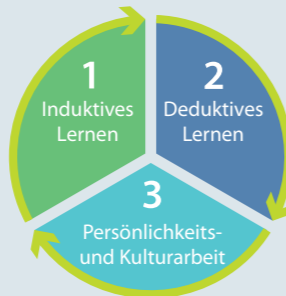 1
Induktives
Lernen
2
Deduktives
Lernen
3
Persönlichkeits-
und Kulturarbeit